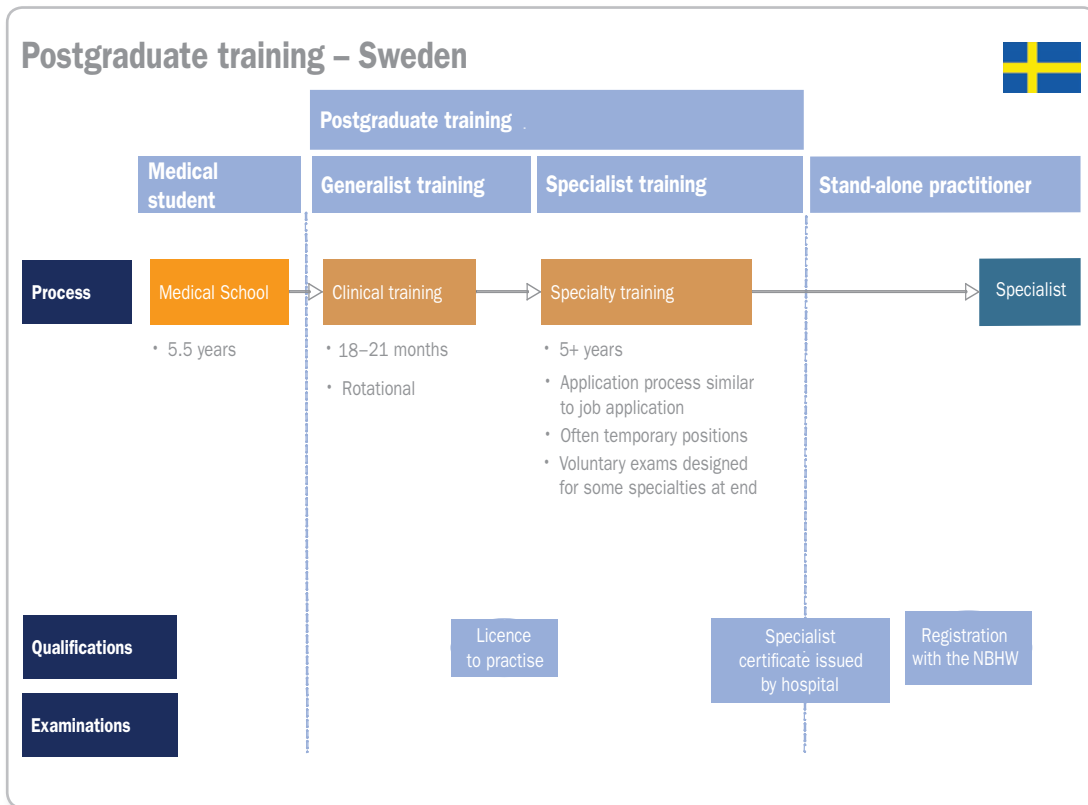 Postgraduate training – Sweden
Postgraduate training .
Medical
student
Generalist training
Specialist training
Stand-alone practitioner
Process
Medical School
Clinical training
Specialty training
Specialist
• 5.5 years
• 18–21 months
• Rotational
• 5+ years
• Application process similar
to job application
• Often temporary positions
• Voluntary exams designed
for some specialties at end
Qualifications
Licence
to practise
Specialist
certificate issued
by hospital
Registration
with the NBHW
Examinations